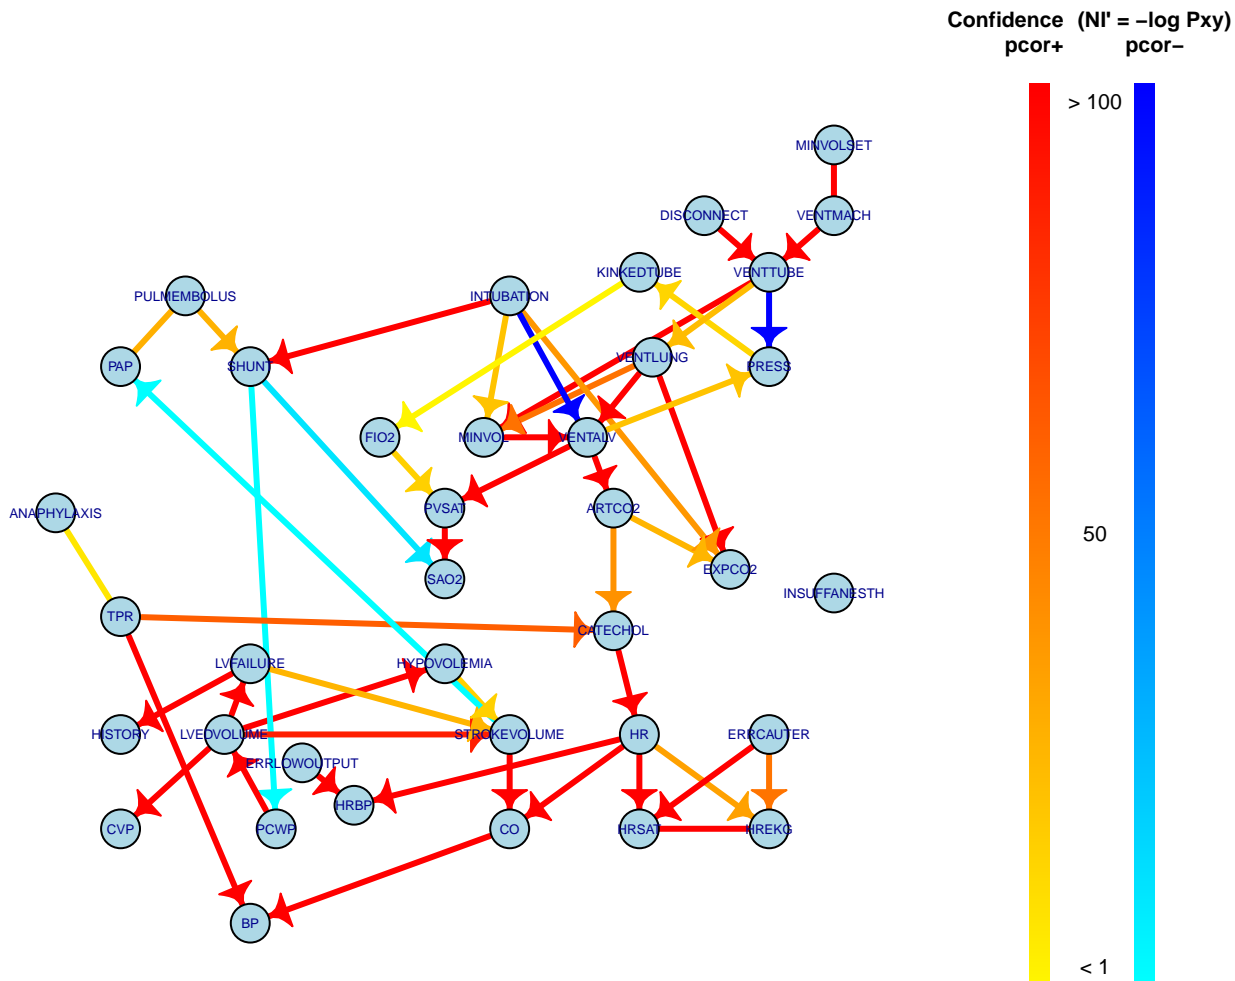 Confidence (NI' = −log Pxy)
pcor+ pcor−
> 100
MINVOLSET
DISCONNECT VENTMACH
KINKEDTUBE VENTTUBE
PULMEMBOLUS INTUBATION
VENTLUNG
PAP SHUNT PRESS
FIO2 MINVOL VENTALV
PVSAT ARTCO2
ANAPHYLAXIS
50
EXPCO2
SAO2
INSUFFANESTH
TPR
CATECHOL
LVFAILURE HYPOVOLEMIA
HISTORY LVEDVOLUME STROKEVOLUME HR ERRCAUTER
ERRLOWOUTPUT
HRBP
CVP PCWP CO HRSAT HREKG
BP
< 1